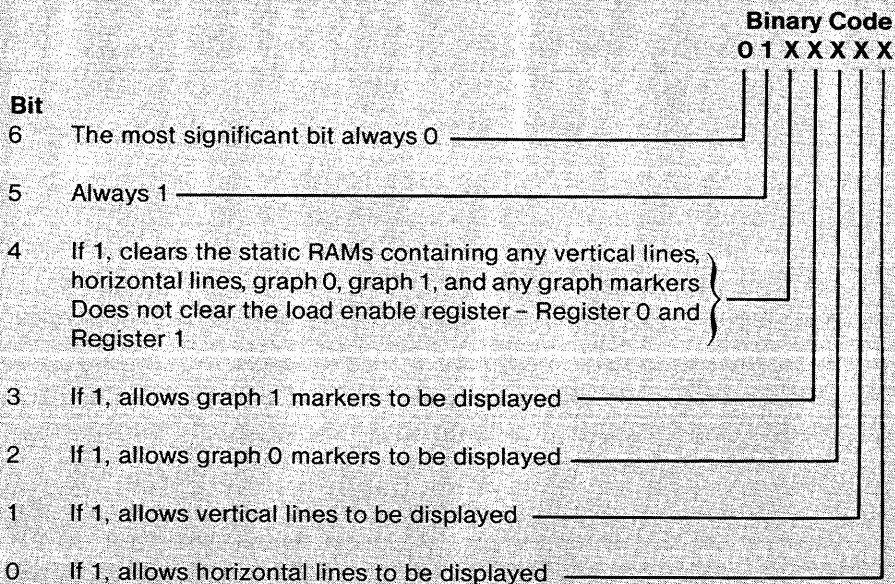 Binary Code
0 1 X X X X X
Bit
6 The most significant bit always 0
5 Always 1
4 If 1, clears the static RAMs containing any vertical lines,
horizontal lines, graph 0, graph 1, and any graph markers
Does not clear the load enable register – Register 0 and
Register 1
3 If 1, allows graph 1 markers to be displayed
2 If 1, allows graph 0 markers to be displayed
1 If 1, allows vertical lines to be displayed
0 If 1, allows horizontal lines to be displayed